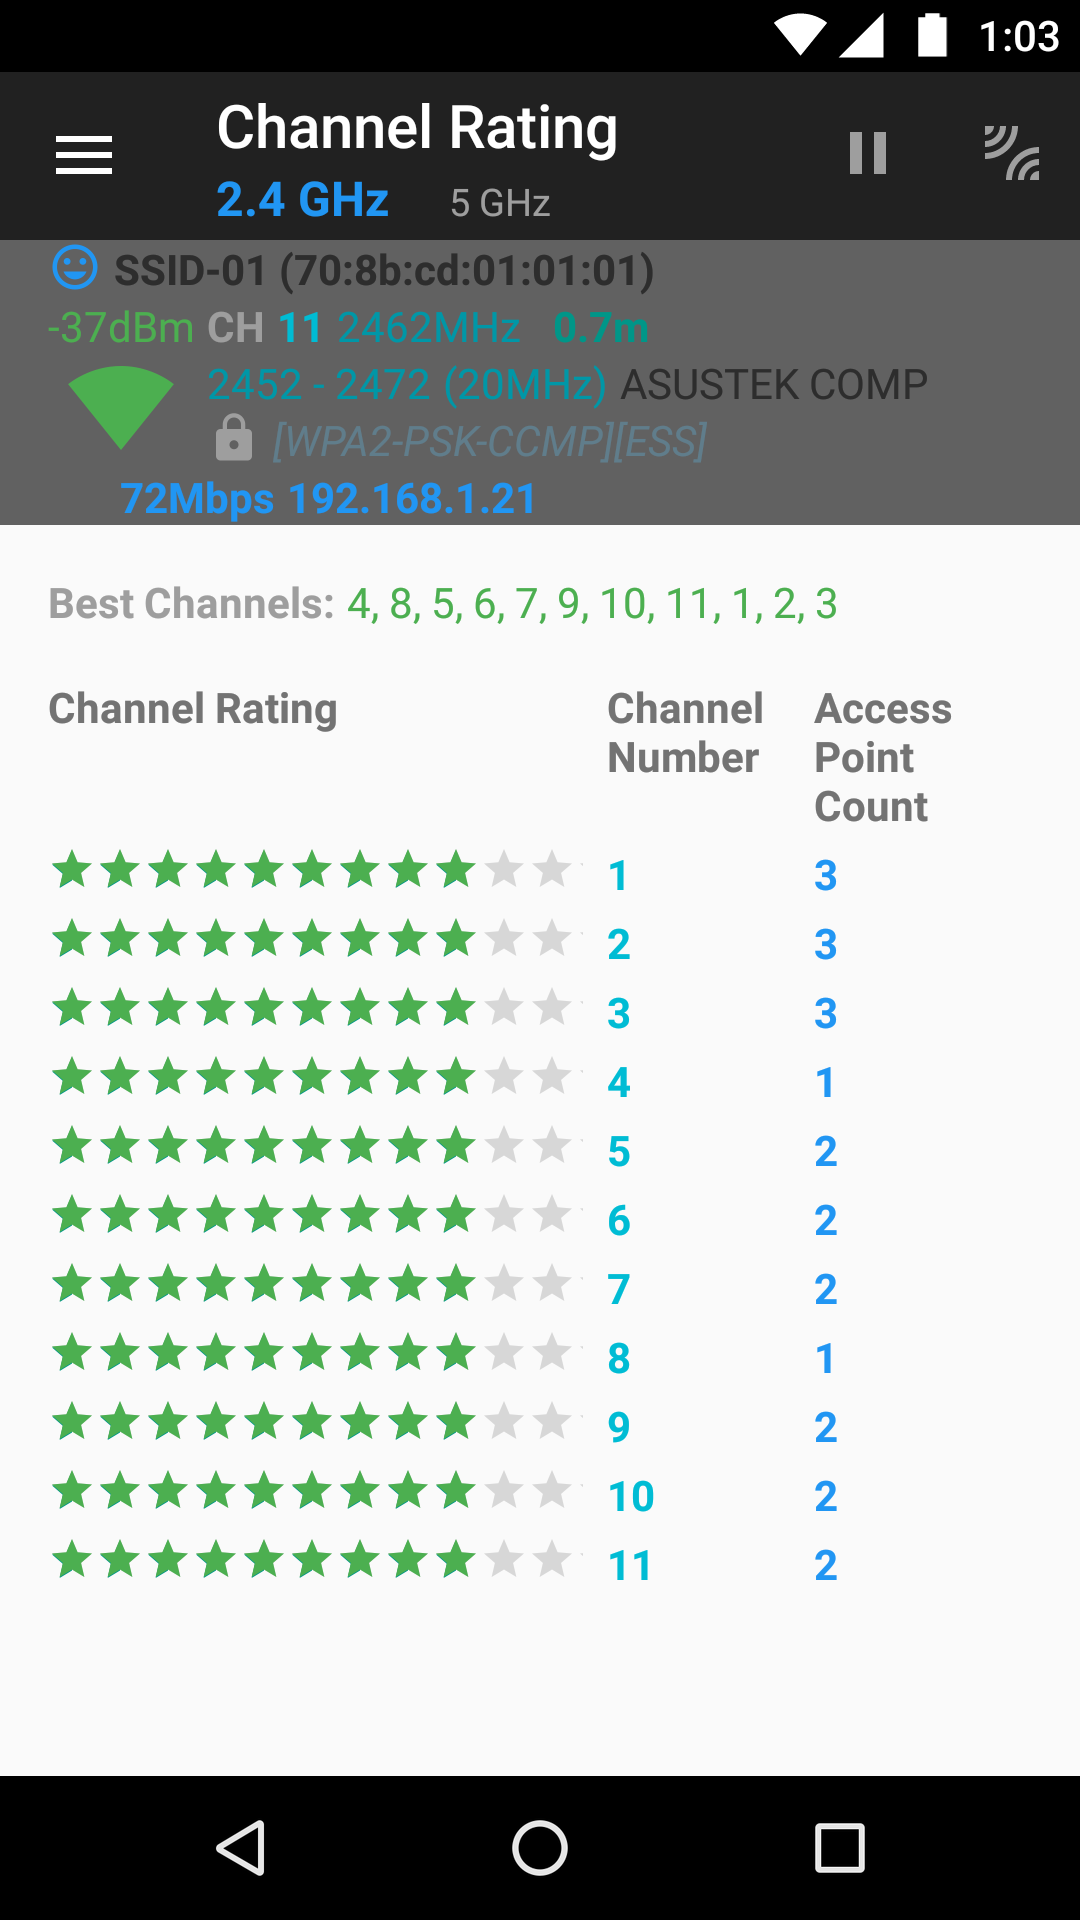 1:03
Channel Rating
2.4 GHz 5 GHz
SSID-01 (70:8b:cd:01:01:01)
-37dBm CH 11 2462MHz 0.7m
2452 - 2472 (20MHz) ASUSTEK COMP
[WPA2-PSK-CCMP][ESS]
72Mbps 192.168.1.21
Best Channels: 4, 8, 5, 6, 7, 9, 10, 11, 1, 2, 3
Channel Rating Channel Number Access Point Count
1 3
2 3
3 3
4 1
5 2
6 2
7 2
8 1
9 2
10 2
11 2